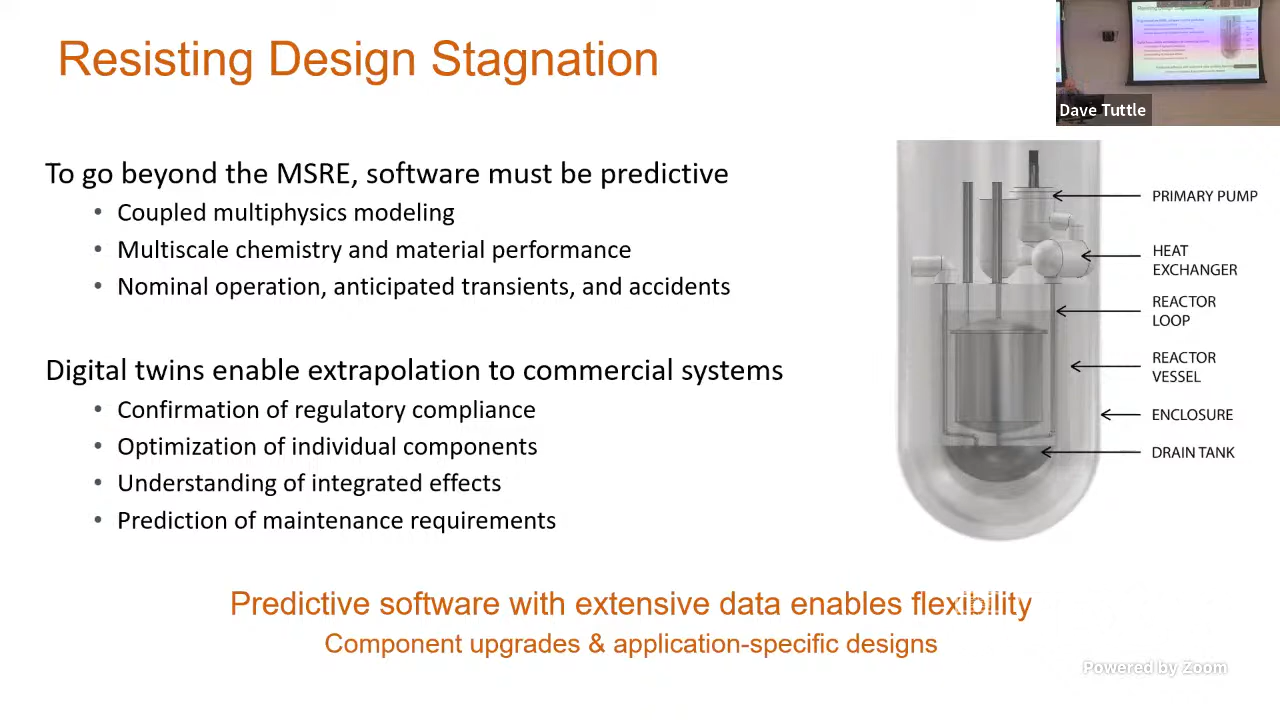 Resisting Design Stagnation
Dave Tuttle
To go beyond the MSRE, software must be predictive
• Coupled multiphysics modeling
• Multiscale chemistry and material performance
• Nominal operation, anticipated transients, and accidents
Digital twins enable extrapolation to commercial systems
• Confirmation of regulatory compliance
• Optimization of individual components
• Understanding of integrated effects
• Prediction of maintenance requirements
PRIMARY PUMP
HEAT
EXCHANGER
REACTOR
LOOP
REACTOR
VESSEL
ENCLOSURE
DRAIN TANK
Predictive software with extensive data enables flexibility
Component upgrades & application-specific designs
Powered by Zoom